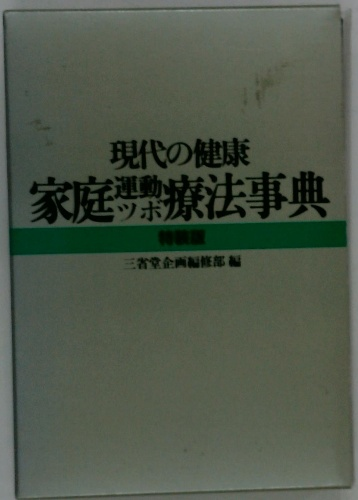 現代の健康
家庭運動ツボ療法事典
特装版
三省堂企画編修部 編